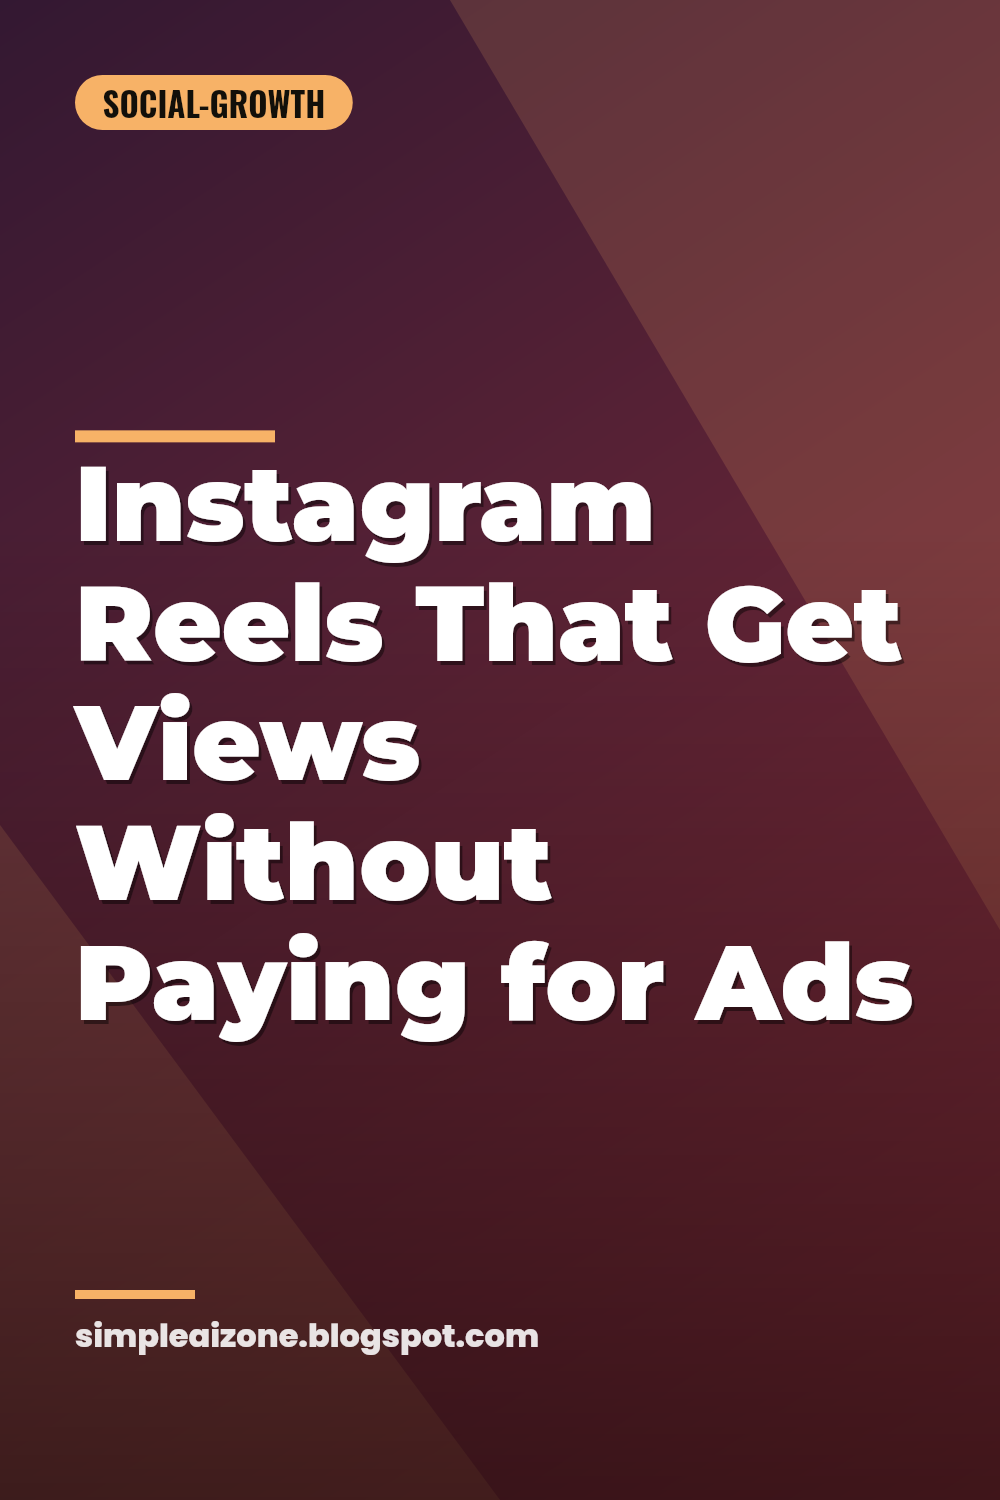 SOCIAL-GROWTH
Instagram
Reels That Get
Views
Without
Paying for Ads
simpleaizone.blogspot.com